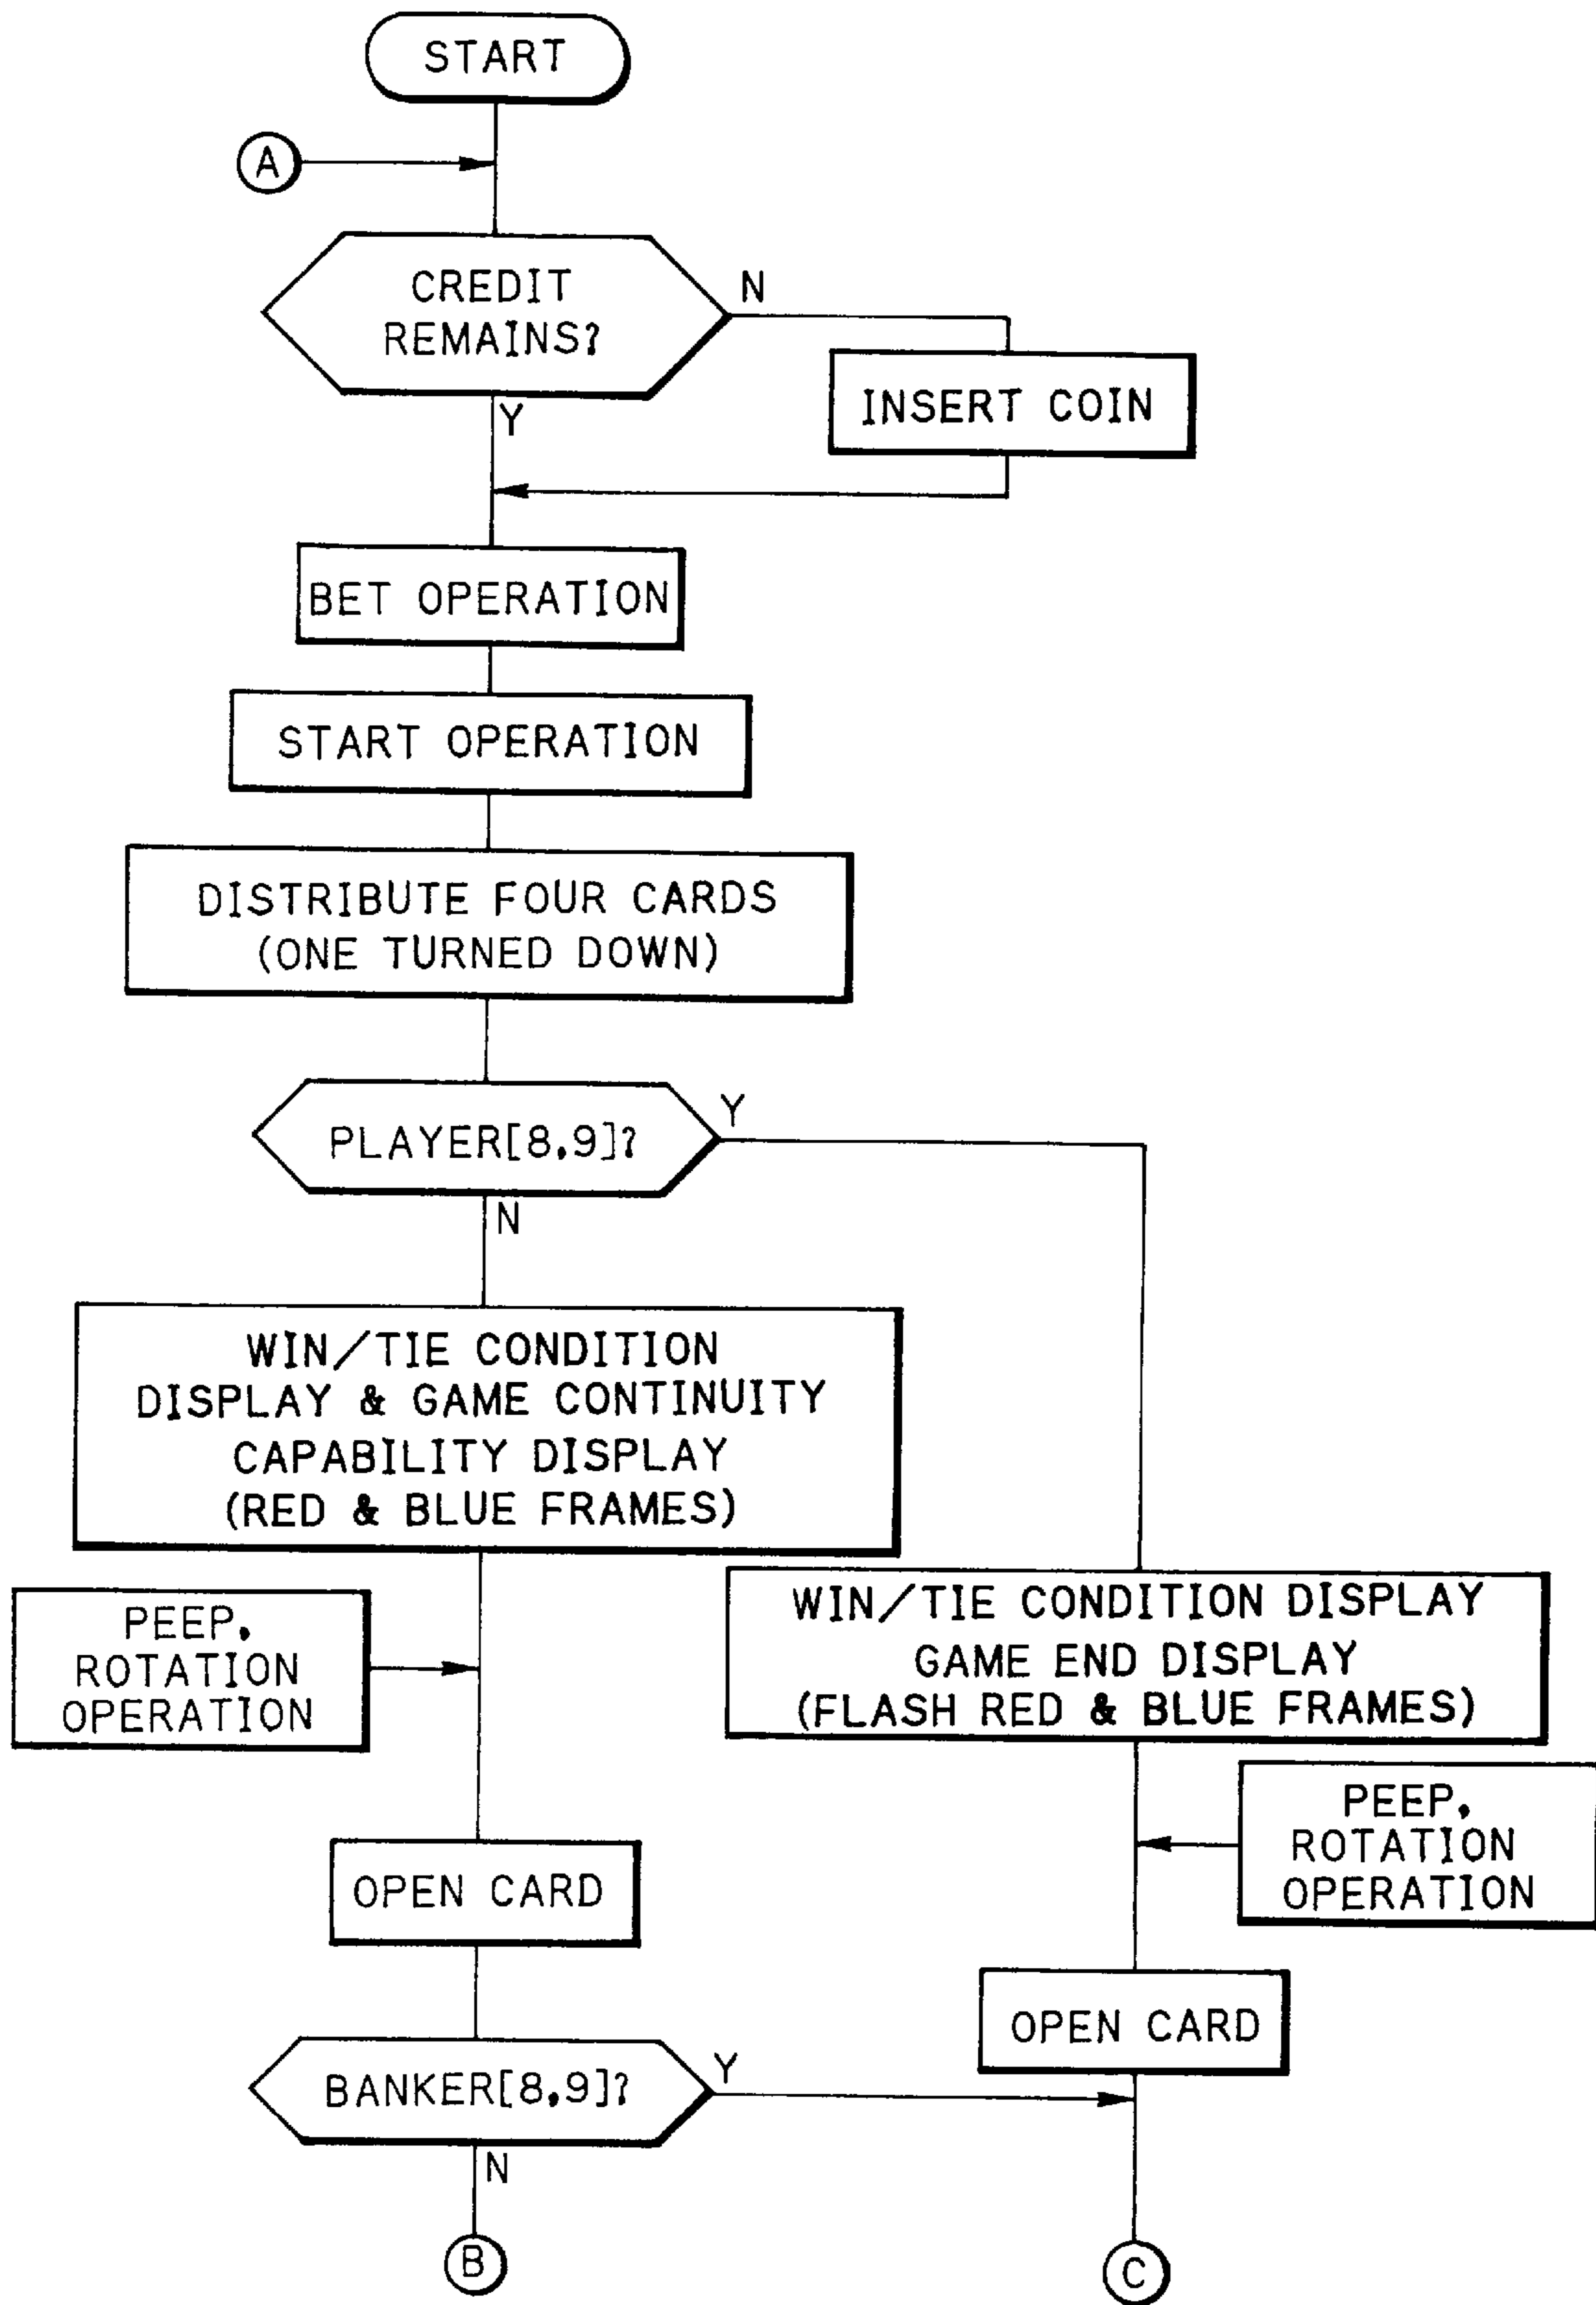 START
A
CREDIT
REMAINS?
N
INSERT COIN
Y
BET OPERATION
START OPERATION
DISTRIBUTE FOUR CARDS
(ONE TURNED DOWN)
PLAYER[8,9]?
Y
N
WIN/TIE CONDITION
DISPLAY & GAME CONTINUITY
CAPABILITY DISPLAY
(RED & BLUE FRAMES)
PEEP,
ROTATION
OPERATION
WIN/TIE CONDITION DISPLAY
GAME END DISPLAY
(FLASH RED & BLUE FRAMES)
PEEP,
ROTATION
OPERATION
OPEN CARD
OPEN CARD
BANKER[8,9]?
Y
N
B
C